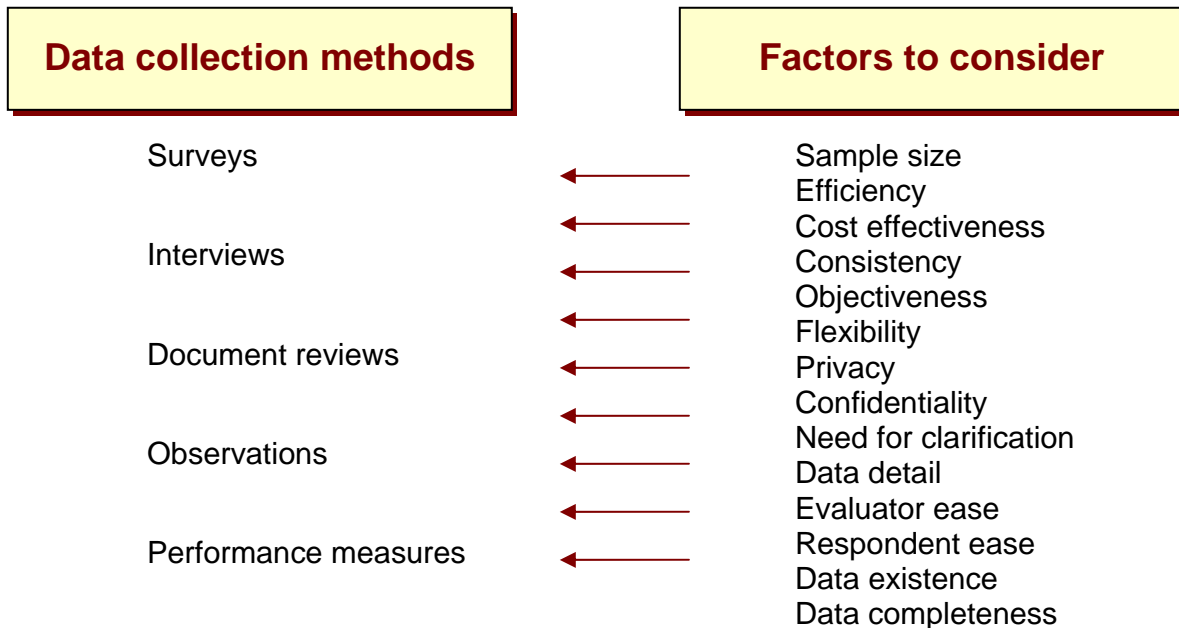 Data collection methods
Factors to consider
Surveys
Interviews
Document reviews
Observations
Performance measures
Sample size
Efficiency
Cost effectiveness
Consistency
Objectiveness
Flexibility
Privacy
Confidentiality
Need for clarification
Data detail
Evaluator ease
Respondent ease
Data existence
Data completeness